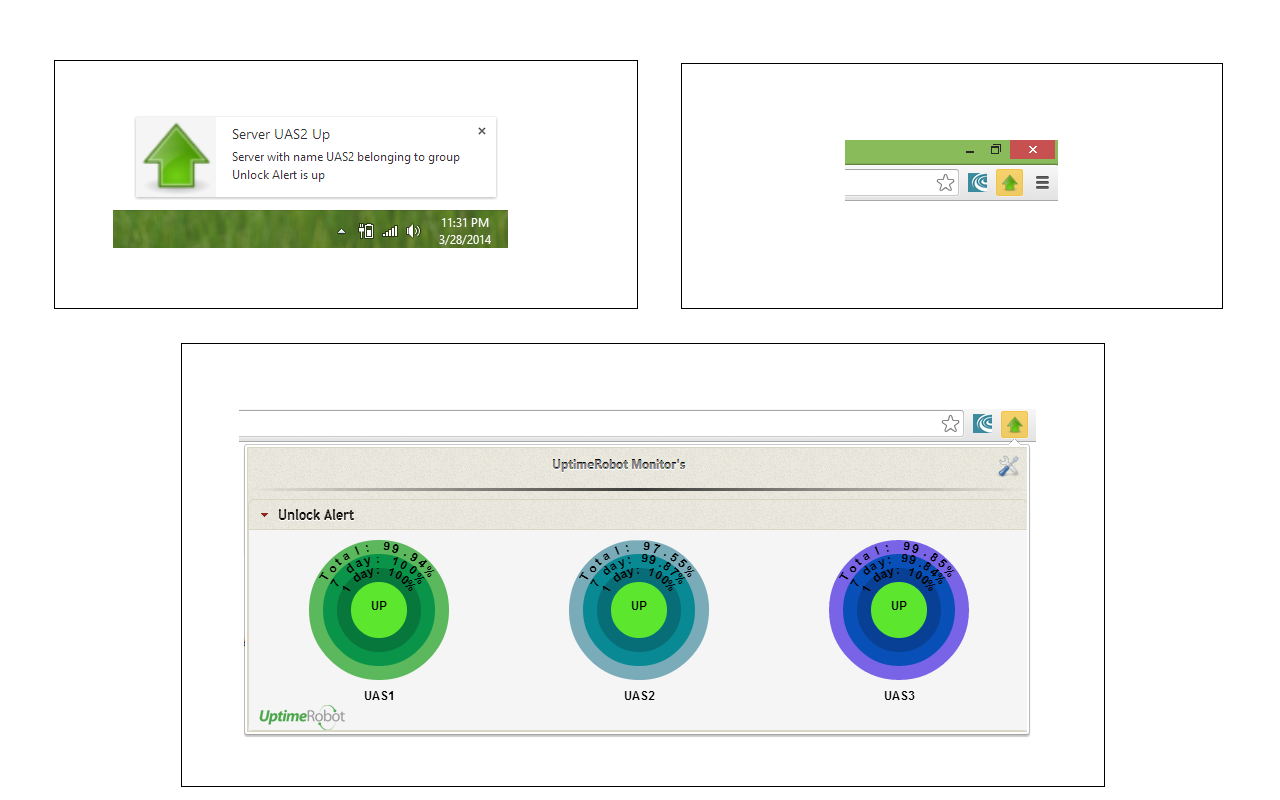 Server UAS2 Up
Server with name UAS2 belonging to group
Unlock Alert is up
11:31 PM
3/28/2014
UptimeRobot Monitor's
Unlock Alert
Total: 99.94%
7 day: 100%
1 day: 100%
UP
UAS1
Total: 97.55%
7 day: 99.87%
1 day: 100%
UP
UAS2
Total: 99.85%
7 day: 99.84%
1 day: 100%
UP
UAS3
UptimeRobot